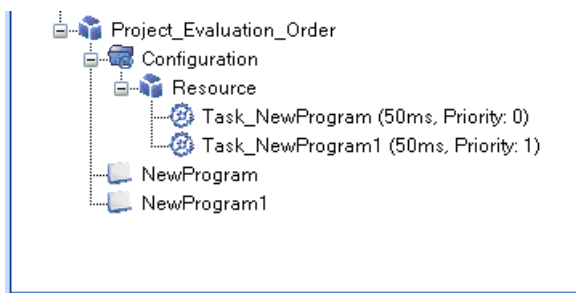 Project_Evaluation_Order
Configuration
Resource
Task_NewProgram (50ms, Priority: 0)
Task_NewProgram1 (50ms, Priority: 1)
NewProgram
NewProgram1